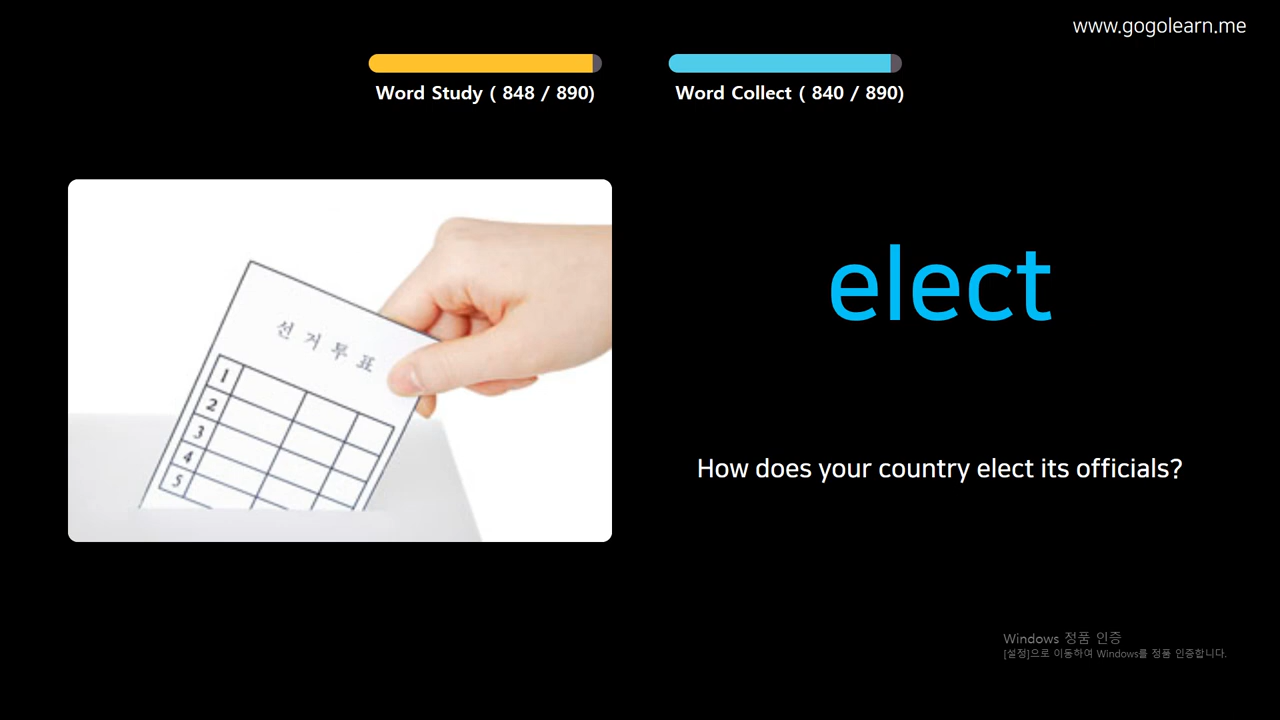 www.gogolearn.me
Word Study ( 848 / 890)
Word Collect ( 840 / 890)
선거투표
1
2
3
4
5
elect
How does your country elect its officials?
Windows 정품 인증
[설정]으로 이동하여 Windows를 정품 인증합니다.